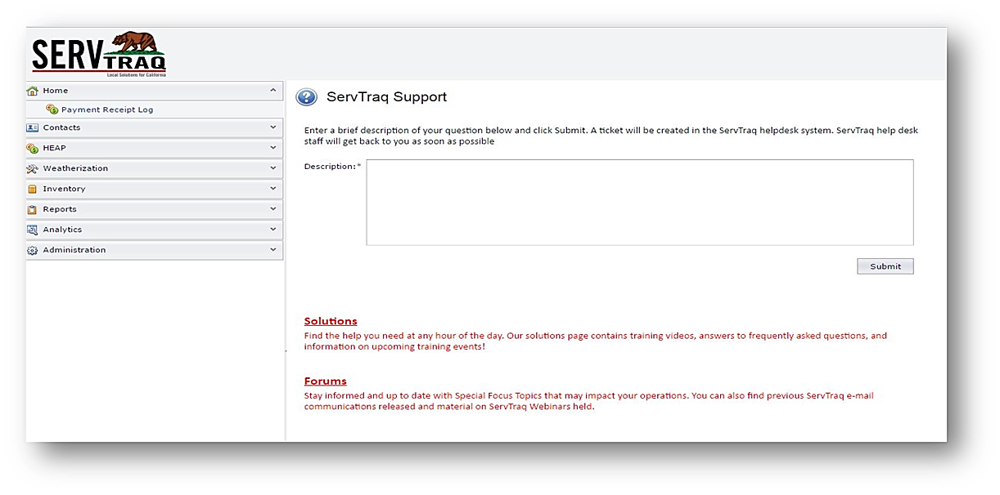 SERVTRAQ
Local Solutions for California
Home
Payment Receipt Log
Contacts
HEAP
Weatherization
Inventory
Reports
Analytics
Administration
ServTraq Support
Enter a brief description of your question below and click Submit. A ticket will be created in the ServTraq helpdesk system. ServTraq help desk
staff will get back to you as soon as possible
Description:*
Submit
Solutions
Find the help you need at any hour of the day. Our solutions page contains training videos, answers to frequently asked questions, and
information on upcoming training events!
Forums
Stay informed and up to date with Special Focus Topics that may impact your operations. You can also find previous ServTraq e-mail
communications released and material on ServTraq Webinars held.